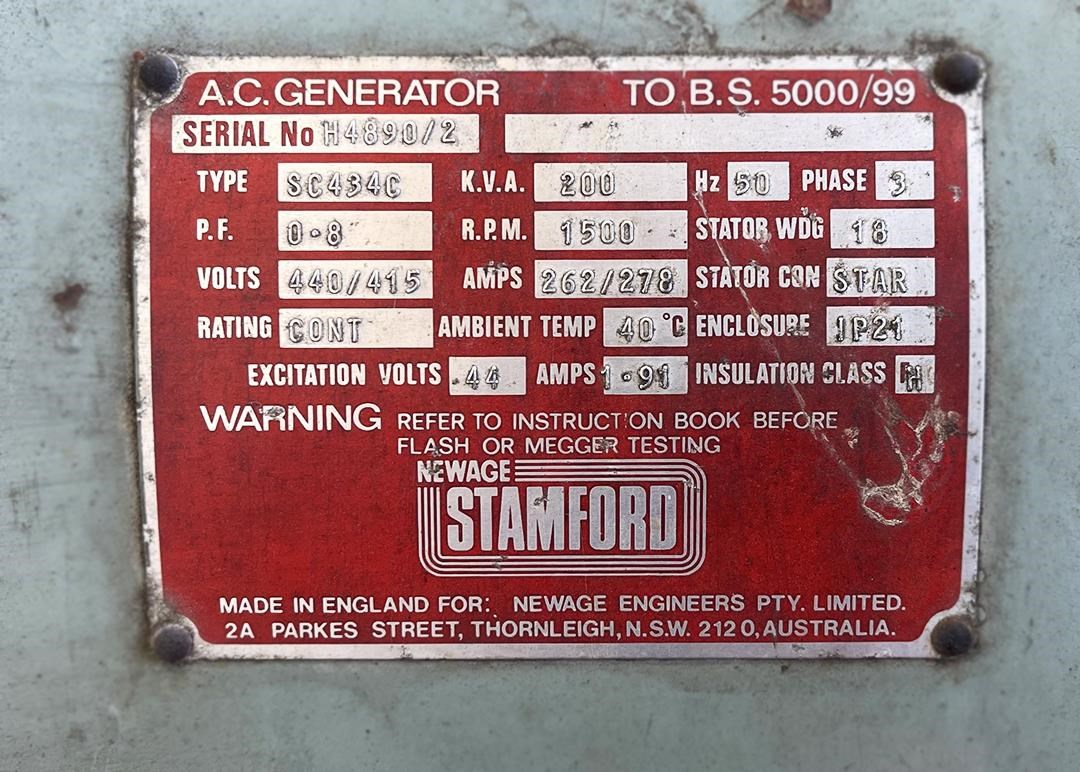 A.C. GENERATOR TO B.S. 5000/99
SERIAL No H4890/2
TYPE SC434C K.V.A. 200 Hz 50 PHASE 3
P.F. 0·8 R.P.M. 1500 STATOR WDG 18
VOLTS 440/415 AMPS 262/278 STATOR CON STAR
RATING CONT AMBIENT TEMP 40 °C ENCLOSURE IP21
EXCITATION VOLTS 44 AMPS 1·91 INSULATION CLASS H
WARNING REFER TO INSTRUCTION BOOK BEFORE
FLASH OR MEGGER TESTING
NEWAGE
STAMFORD
MADE IN ENGLAND FOR: NEWAGE ENGINEERS PTY. LIMITED.
2A PARKES STREET, THORNLEIGH, N.S.W. 2120, AUSTRALIA.